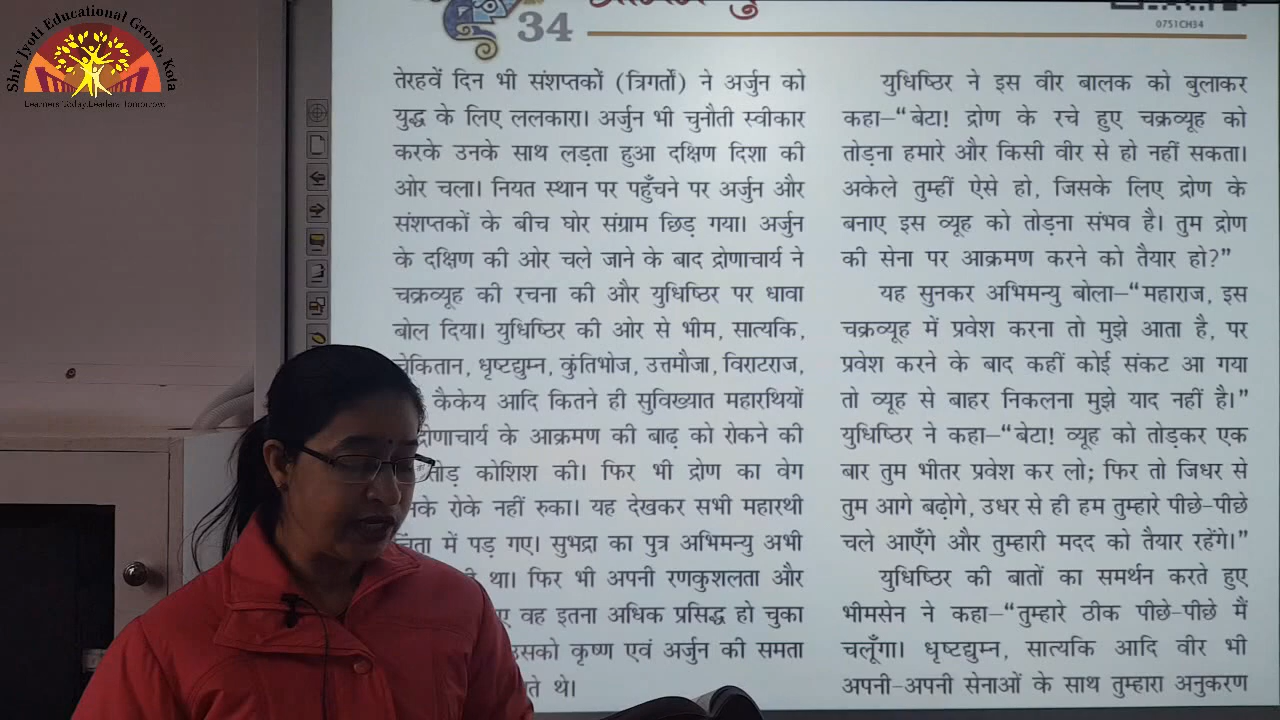 Shiv Jyoti Educational Group, Kota
Learners Today.Leaders Tomorrow.
34
0751CH34
तेरहवें दिन भी संशप्तकों (त्रिगर्तों) ने अर्जुन को
युद्ध के लिए ललकारा। अर्जुन भी चुनौती स्वीकार
करके उनके साथ लड़ता हुआ दक्षिण दिशा की
ओर चला। नियत स्थान पर पहुँचने पर अर्जुन और
संशप्तकों के बीच घोर संग्राम छिड़ गया। अर्जुन
के दक्षिण की ओर चले जाने के बाद द्रोणाचार्य ने
चक्रव्यूह की रचना की और युधिष्ठिर पर धावा
बोल दिया। युधिष्ठिर की ओर से भीम, सात्यकि,
चेकितान, धृष्टद्युम्न, कुंतिभोज, उत्तमौजा, विराटराज,
कैकेय आदि कितने ही सुविख्यात महारथियों
द्रोणाचार्य के आक्रमण की बाढ़ को रोकने की
तोड़ कोशिश की। फिर भी द्रोण का वेग
रोके नहीं रुका। यह देखकर सभी महारथी
चिंता में पड़ गए। सुभद्रा का पुत्र अभिमन्यु अभी
था। फिर भी अपनी रणकुशलता और
वह इतना अधिक प्रसिद्ध हो चुका
उसको कृष्ण एवं अर्जुन की समता
थे।
युधिष्ठिर ने इस वीर बालक को बुलाकर
कहा–“बेटा! द्रोण के रचे हुए चक्रव्यूह को
तोड़ना हमारे और किसी वीर से हो नहीं सकता।
अकेले तुम्हीं ऐसे हो, जिसके लिए द्रोण के
बनाए इस व्यूह को तोड़ना संभव है। तुम द्रोण
की सेना पर आक्रमण करने को तैयार हो?”
यह सुनकर अभिमन्यु बोला–“महाराज, इस
चक्रव्यूह में प्रवेश करना तो मुझे आता है, पर
प्रवेश करने के बाद कहीं कोई संकट आ गया
तो व्यूह से बाहर निकलना मुझे याद नहीं है।”
युधिष्ठिर ने कहा–“बेटा! व्यूह को तोड़कर एक
बार तुम भीतर प्रवेश कर लो; फिर तो जिधर से
तुम आगे बढ़ोगे, उधर से ही हम तुम्हारे पीछे-पीछे
चले आएँगे और तुम्हारी मदद को तैयार रहेंगे।”
युधिष्ठिर की बातों का समर्थन करते हुए
भीमसेन ने कहा–“तुम्हारे ठीक पीछे-पीछे मैं
चलूँगा। धृष्टद्युम्न, सात्यकि आदि वीर भी
अपनी-अपनी सेनाओं के साथ तुम्हारा अनुकरण